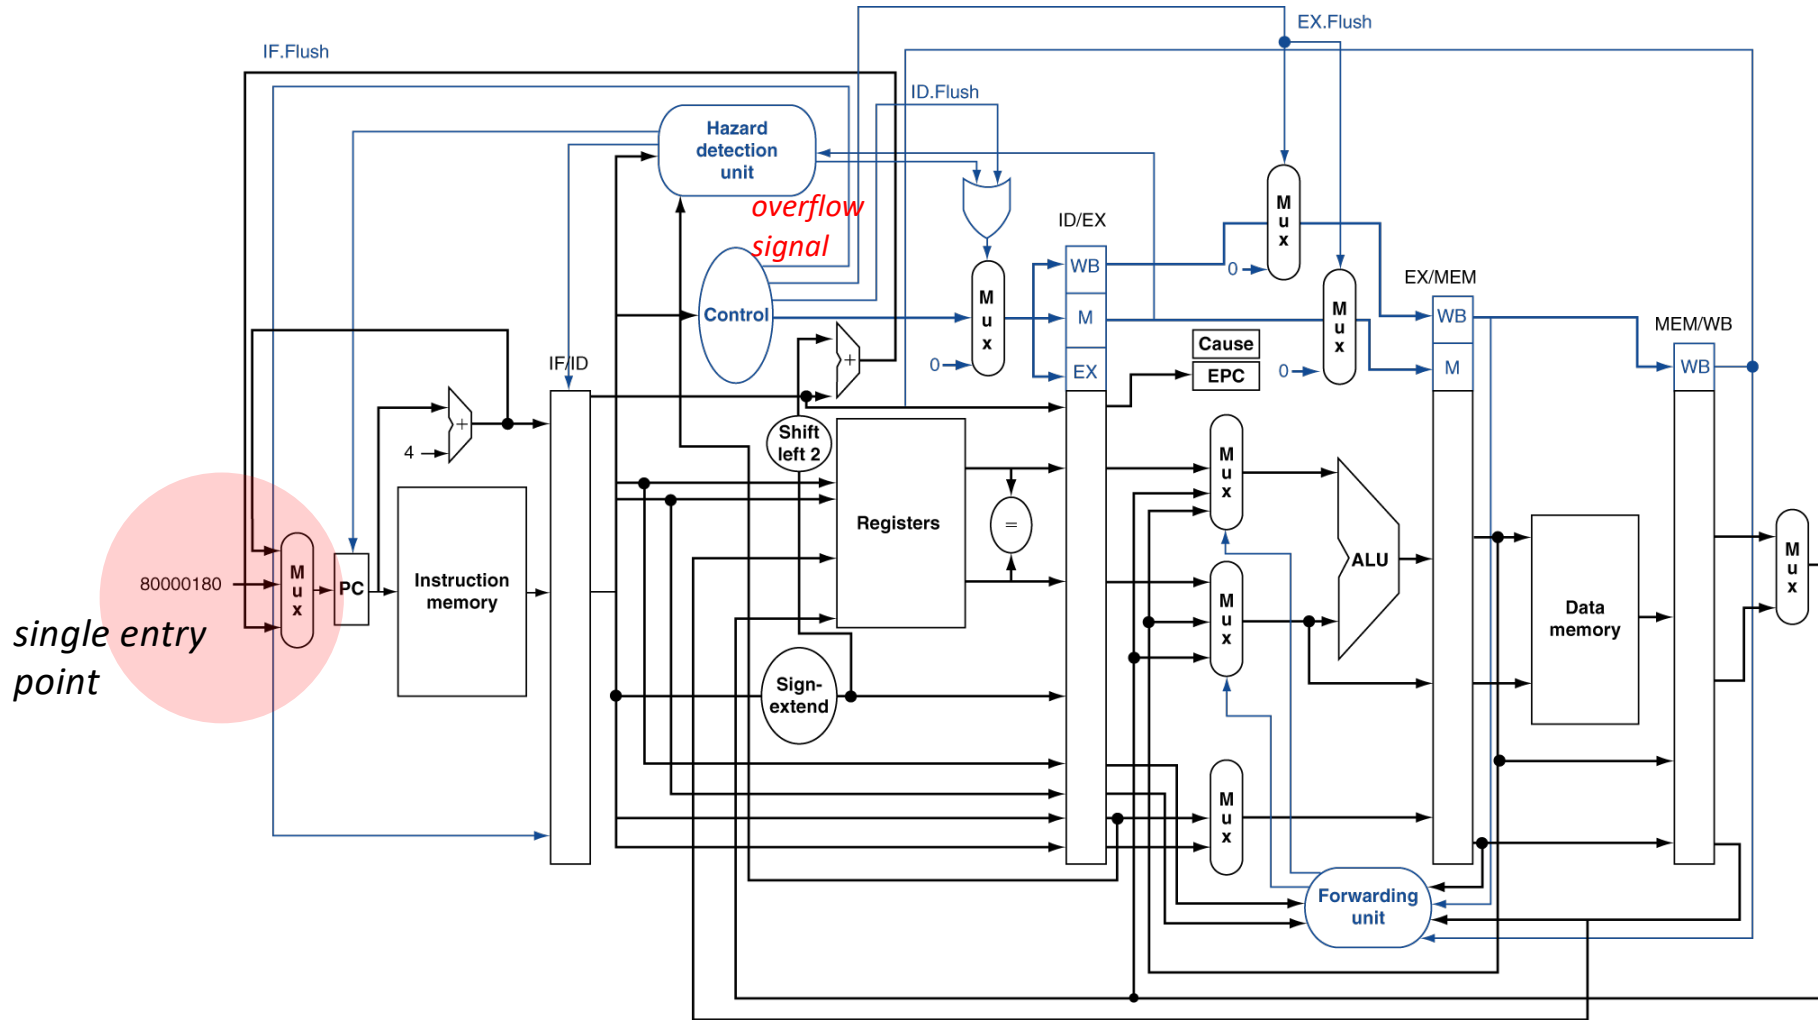 EX.Flush
IF.Flush
ID.Flush
Hazard
detection
unit
overflow
signal
M
u
x
0
ID/EX
WB
M
EX
Control
M
u
x
0
M
u
x
0
EX/MEM
WB
M
MEM/WB
WB
Cause
EPC
IF/ID
+
4
+
Shift
left 2
80000180
M
u
x
PC
Instruction
memory
single entry
point
Registers
=
Sign-
extend
M
u
x
M
u
x
M
u
x
ALU
Data
memory
M
u
x
Forwarding
unit